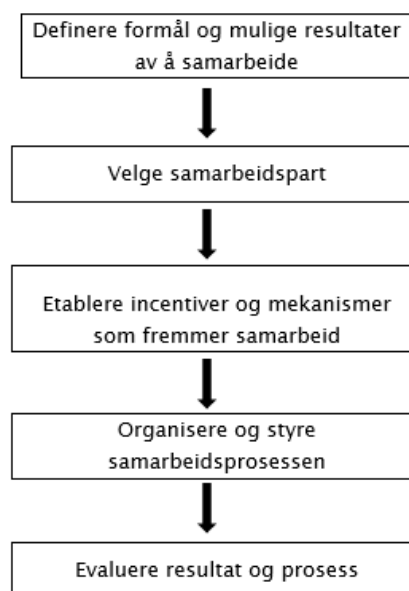 Definere formål og mulige resultater
av å samarbeide
Velge samarbeidspart
Etablere incentiver og mekanismer
som fremmer samarbeid
Organisere og styre
samarbeidsprosessen
Evaluere resultat og prosess